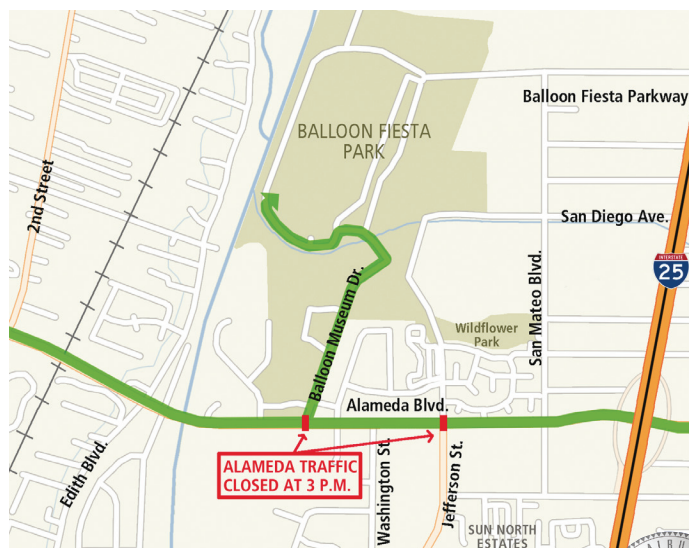 Balloon Fiesta Parkway
BALLOON FIESTA
PARK
2nd Street
San Diego Ave.
INTERSTATE
25
San Mateo Blvd.
Balloon Museum Dr.
Wildflower
Park
Alameda Blvd.
ALAMEDA TRAFFIC
CLOSED AT 3 P.M.
Edith Blvd.
Washington St.
Jefferson St.
SUN NORTH
ESTATES